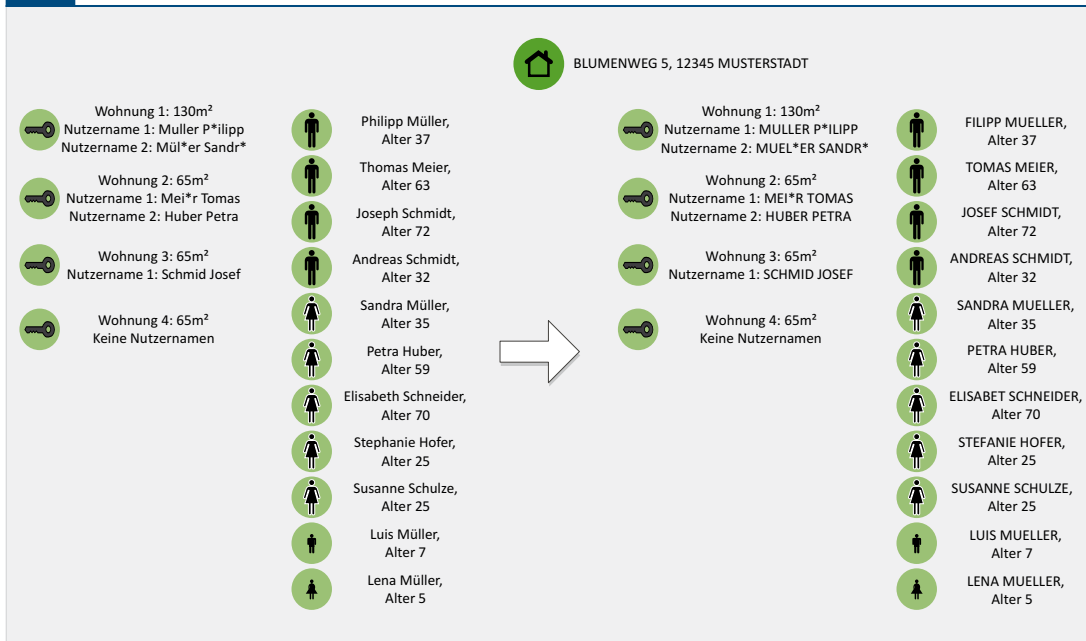 BLUMENWEG 5, 12345 MUSTERSTADT
Wohnung 1: 130m²
Nutzername 1: Muller P*ilipp
Nutzername 2: Mül*er Sandr*
Wohnung 2: 65m²
Nutzername 1: Mei*r Tomas
Nutzername 2: Huber Petra
Wohnung 3: 65m²
Nutzername 1: Schmid Josef
Wohnung 4: 65m²
Keine Nutzernamen
Philipp Müller,
Alter 37
Thomas Meier,
Alter 63
Joseph Schmidt,
Alter 72
Andreas Schmidt,
Alter 32
Sandra Müller,
Alter 35
Petra Huber,
Alter 59
Elisabeth Schneider,
Alter 70
Stephanie Hofer,
Alter 25
Susanne Schulze,
Alter 25
Luis Müller,
Alter 7
Lena Müller,
Alter 5
Wohnung 1: 130m²
Nutzername 1: MULLER P*ILIPP
Nutzername 2: MUEL*ER SANDR*
Wohnung 2: 65m²
Nutzername 1: MEI*R TOMAS
Nutzername 2: HUBER PETRA
Wohnung 3: 65m²
Nutzername 1: SCHMID JOSEF
Wohnung 4: 65m²
Keine Nutzernamen
FILIPP MUELLER,
Alter 37
TOMAS MEIER,
Alter 63
JOSEF SCHMIDT,
Alter 72
ANDREAS SCHMIDT,
Alter 32
SANDRA MUELLER,
Alter 35
PETRA HUBER,
Alter 59
ELISABET SCHNEIDER,
Alter 70
STEFANIE HOFER,
Alter 25
SUSANNE SCHULZE,
Alter 25
LUIS MUELLER,
Alter 7
LENA MUELLER,
Alter 5